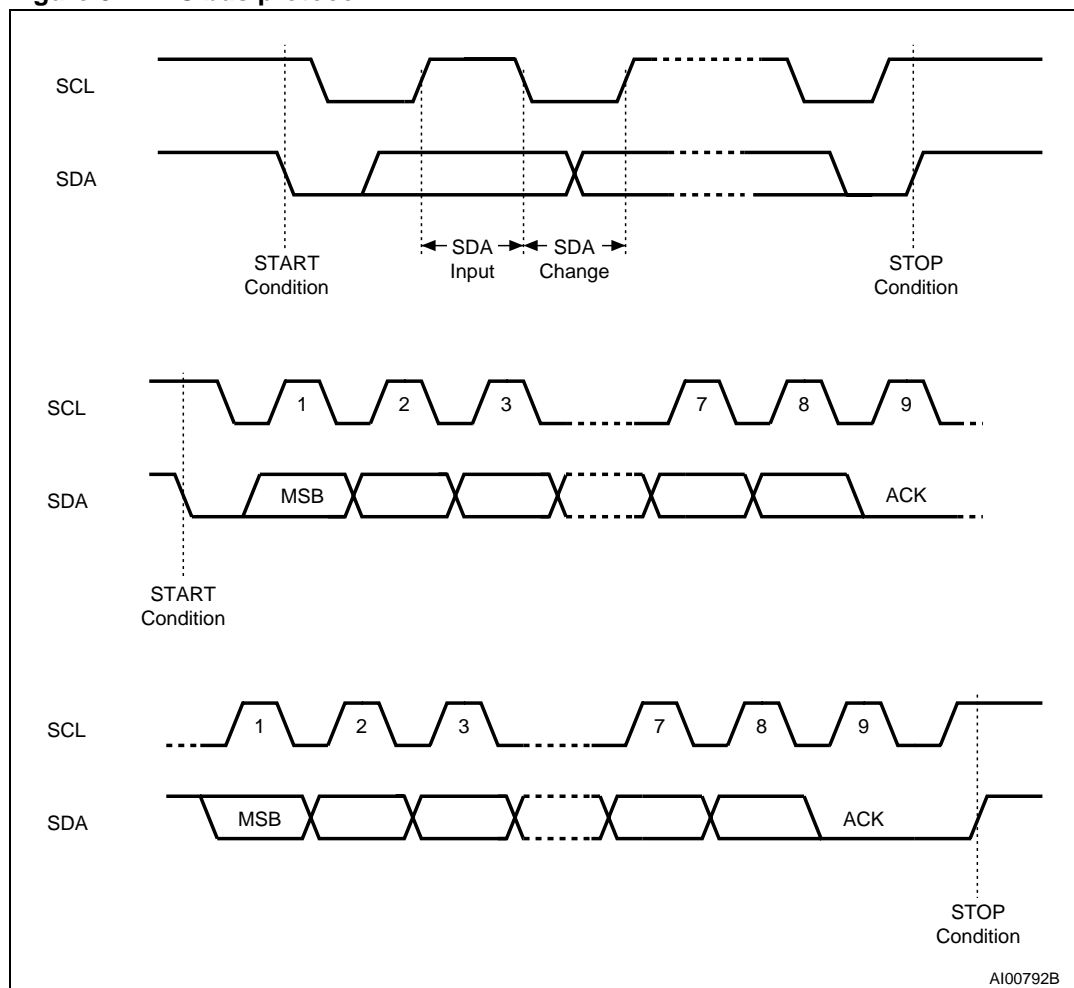 SCL
SDA
SDA
Input
SDA
Change
START
Condition
STOP
Condition
SCL
1 2 3 7 8 9
SDA
MSB
ACK
START
Condition
SCL
1 2 3 7 8 9
SDA
MSB
ACK
STOP
Condition
AI00792B